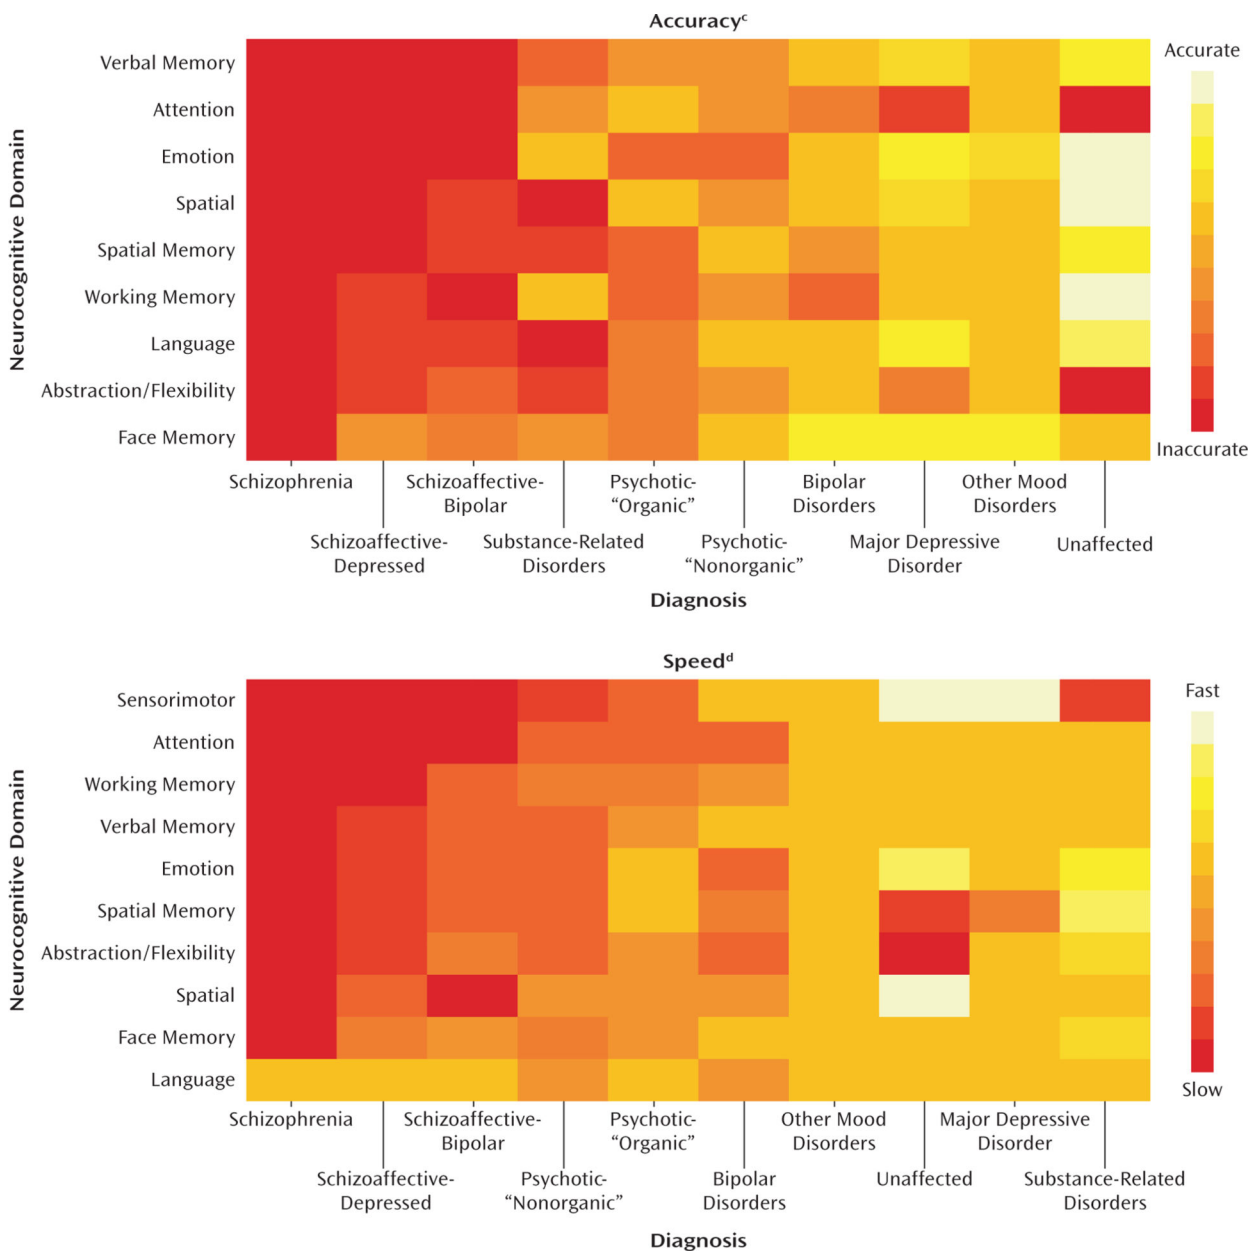 Accuracyᶜ
Neurocognitive Domain
Verbal Memory
Attention
Emotion
Spatial
Spatial Memory
Working Memory
Language
Abstraction/Flexibility
Face Memory
Accurate
Inaccurate
Schizophrenia
Schizoaffective-
Depressed
Schizoaffective-
Bipolar
Substance-Related
Disorders
Psychotic-
“Organic”
Psychotic-
“Nonorganic”
Bipolar
Disorders
Major Depressive
Disorder
Other Mood
Disorders
Unaffected
Diagnosis
Speedᵈ
Neurocognitive Domain
Sensorimotor
Attention
Working Memory
Verbal Memory
Emotion
Spatial Memory
Abstraction/Flexibility
Spatial
Face Memory
Language
Fast
Slow
Schizophrenia
Schizoaffective-
Depressed
Schizoaffective-
Bipolar
Psychotic-
“Nonorganic”
Psychotic-
“Organic”
Bipolar
Disorders
Other Mood
Disorders
Unaffected
Major Depressive
Disorder
Substance-Related
Disorders
Diagnosis